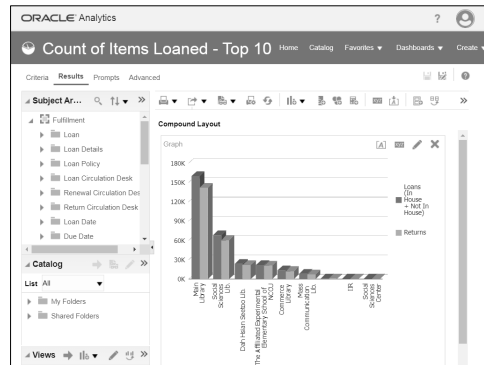 ORACLE Analytics
?
Count of Items Loaned - Top 10 Home Catalog Favorites Dashboards Create
Criteria Results Prompts Advanced
Subject Ar...
Fulfillment
Loan
Loan Details
Loan Policy
Loan Circulation Desk
Renewal Circulation Des
Return Circulation Desk
Loan Date
Due Date
Catalog
List All
My Folders
Shared Folders
Views
Compound Layout
Graph
180K
150K
120K
90K
60K
30K
0K
Main
Library
Social
Sciences
Lib.
Dah Hsian Seetoo Lib.
The Affiliated Experimental
Elementary School of
NCCU
Commerce
Library
Mass
Communication
Lib.
IIR
Social
Sciences
Center
Loans
(In
House
+ Not In
House)
Returns